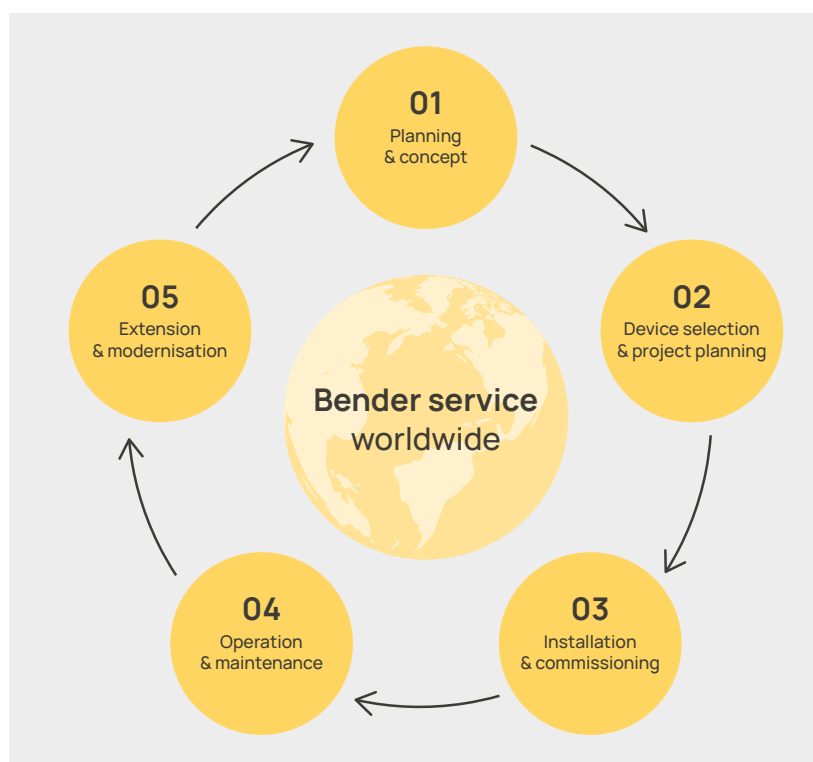 01
Planning
& concept
02
Device selection
& project planning
03
Installation
& commissioning
04
Operation
& maintenance
05
Extension
& modernisation
Bender service
worldwide